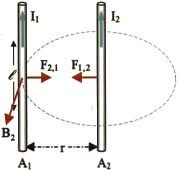 I₁ I₂
ℓ F₂,₁ F₁,₂
B₂
r
A₁ A₂